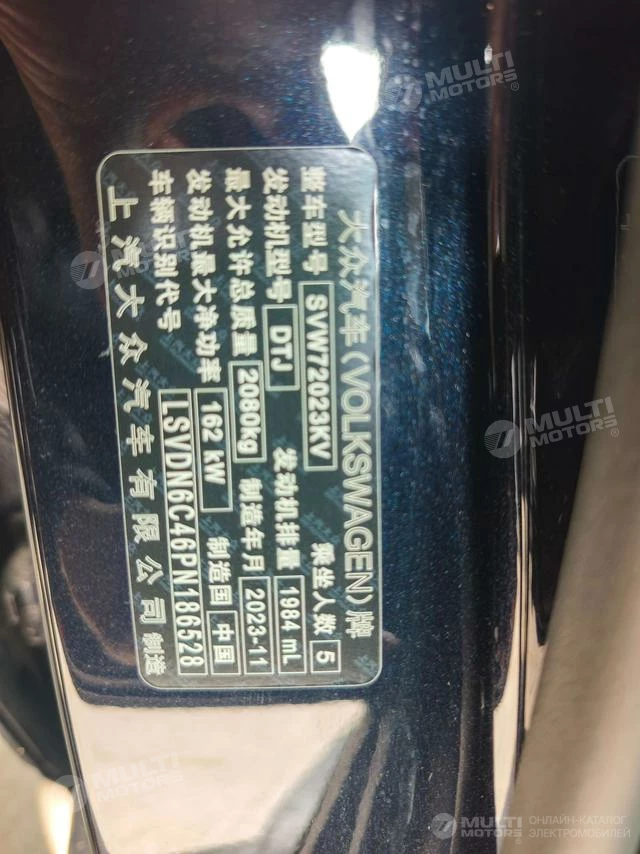 大众汽车(VOLKSWAGEN)牌
整车型号 SVW72023KV 乘坐人数 5
发动机型号 DTJ 发动机排量 1984 mL
最大允许总质量 2080kg 制造年月 2023-11
发动机最大净功率 162 kW 制造国 中国
车辆识别代号 LSVDN6C46PN186528
上汽大众汽车有限公司 制造
MULTI
MOTORS®
MULTI
MOTORS®
MULTI
MOTORS®
MULTI
MOTORS
MULTI
MOTORS®
ОНЛАЙН-КАТАЛОГ
ЭЛЕКТРОМОБИЛЕЙ